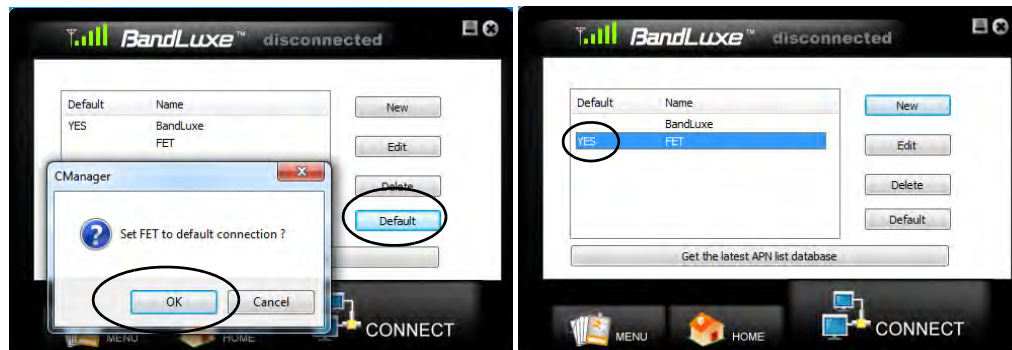 BandLuxe™ disconnected
Default Name
YES BandLuxe
FET
New
Edit
Delete
Default
CManager
Set FET to default connection ?
OK Cancel
MENU HOME CONNECT
BandLuxe™ disconnected
Default Name
BandLuxe
YES FET
New
Edit
Delete
Default
Get the latest APN list database
MENU HOME CONNECT